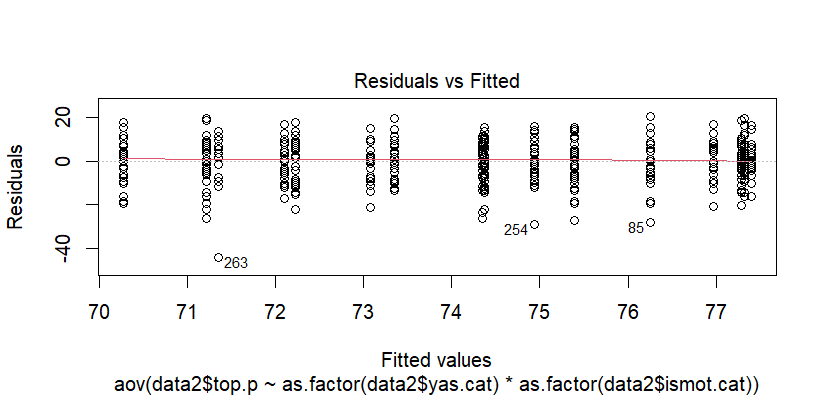 Residuals vs Fitted
Residuals
20
0
-40
263
254
85
70 71 72 73 74 75 76 77
Fitted values
aov(data2$top.p ~ as.factor(data2$yas.cat) * as.factor(data2$ismot.cat))